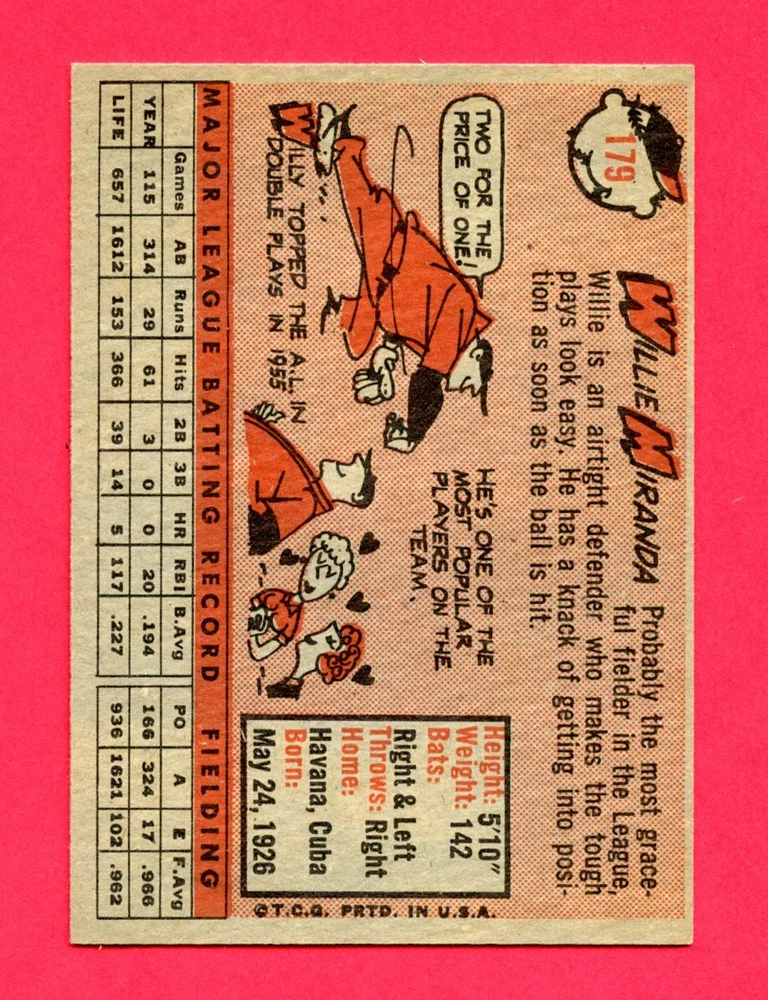 179
WILLIE MIRANDA
Probably the most grace-
ful fielder in the League,
Willie is an airtight defender who makes the tough
plays look easy. He has a knack of getting into posi-
tion as soon as the ball is hit.
TWO FOR THE
PRICE OF ONE!
WILLY TOPPED THE A.L. IN
DOUBLE PLAYS IN 1955
HE'S ONE OF THE
MOST POPULAR
PLAYERS ON THE
TEAM.
Height: 5'10"
Weight: 142
Bats:
Right & Left
Throws: Right
Home:
Havana, Cuba
Born:
May 24, 1926
©T.C.G. PRTD. IN U.S.A.
MAJOR LEAGUE BATTING RECORD FIELDING
Games AB Runs Hits 2B 3B HR RBI B.Avg PO A E F.Avg
YEAR 115 314 29 61 3 0 0 20 .194 166 324 17 .966
LIFE 657 1612 153 366 39 14 5 117 .227 936 1621 102 .962